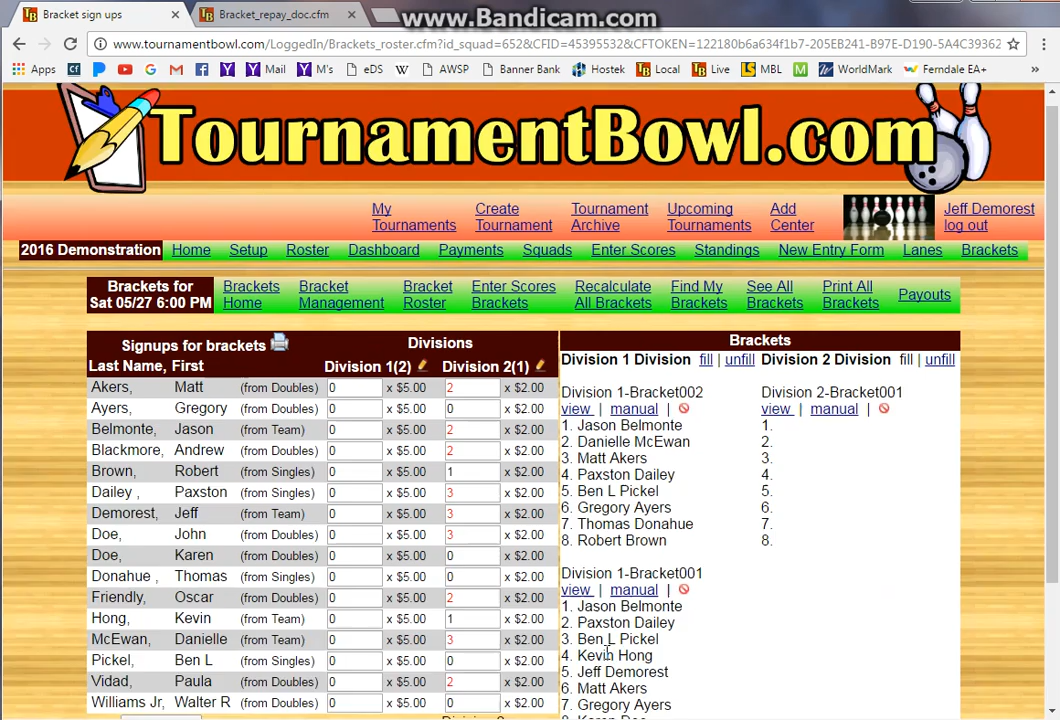 www.Bandicam.com
Bracket sign ups
Bracket_repay_doc.cfm
www.tournamentbowl.com/LoggedIn/Brackets_roster.cfm?id_squad=652&CFID=45395532&CFTOKEN=122180b6a634f1b7-205EB241-B97E-D190-5A4C39362
Apps Mail M's eDS AWSP Banner Bank Hostek Local Live MBL WorldMark Ferndale EA+ »
TournamentBowl.com
My Tournaments Create Tournament Tournament Archive Upcoming Tournaments Add Center Jeff Demorest log out
2016 Demonstration Home Setup Roster Dashboard Payments Squads Enter Scores Standings New Entry Form Lanes Brackets
Brackets for Sat 05/27 6:00 PM Brackets Home Bracket Management Bracket Roster Enter Scores Brackets Recalculate All Brackets Find My Brackets See All Brackets Print All Brackets Payouts
Signups for brackets Divisions
Last Name, First Division 1(2) Division 2(1)
Akers, Matt (from Doubles) 0 x $5.00 2 x $2.00
Ayers, Gregory (from Doubles) 0 x $5.00 0 x $2.00
Belmonte, Jason (from Team) 0 x $5.00 2 x $2.00
Blackmore, Andrew (from Doubles) 0 x $5.00 2 x $2.00
Brown, Robert (from Singles) 0 x $5.00 1 x $2.00
Dailey , Paxston (from Singles) 0 x $5.00 3 x $2.00
Demorest, Jeff (from Team) 0 x $5.00 3 x $2.00
Doe, John (from Doubles) 0 x $5.00 3 x $2.00
Doe, Karen (from Doubles) 0 x $5.00 0 x $2.00
Donahue , Thomas (from Singles) 0 x $5.00 0 x $2.00
Friendly, Oscar (from Doubles) 0 x $5.00 2 x $2.00
Hong, Kevin (from Team) 0 x $5.00 1 x $2.00
McEwan, Danielle (from Team) 0 x $5.00 3 x $2.00
Pickel, Ben L (from Singles) 0 x $5.00 0 x $2.00
Vidad, Paula (from Doubles) 0 x $5.00 2 x $2.00
Williams Jr, Walter R (from Singles) 0 x $5.00 0 x $2.00
Brackets
Division 1 Division fill | unfill Division 2 Division fill | unfill
Division 1-Bracket002
view | manual |
1. Jason Belmonte
2. Danielle McEwan
3. Matt Akers
4. Paxston Dailey
5. Ben L Pickel
6. Gregory Ayers
7. Thomas Donahue
8. Robert Brown
Division 2-Bracket001
view | manual |
1.
2.
3.
4.
5.
6.
7.
8.
Division 1-Bracket001
view | manual |
1. Jason Belmonte
2. Paxston Dailey
3. Ben L Pickel
4. Kevin Hong
5. Jeff Demorest
6. Matt Akers
7. Gregory Ayers